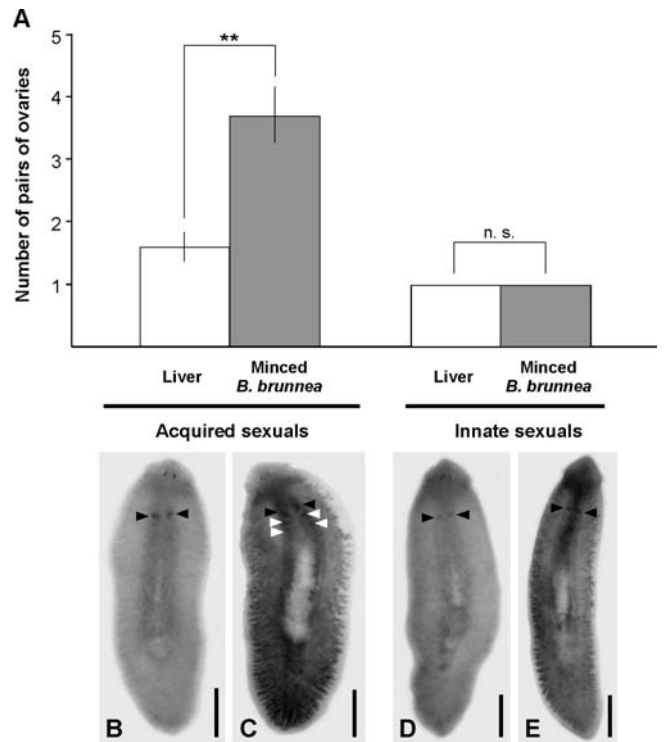 A
Number of pairs of ovaries
5
4
3
2
1
**
n. s.
Liver
Minced
B. brunnea
Liver
Minced
B. brunnea
Acquired sexuals
Innate sexuals
B
C
D
E